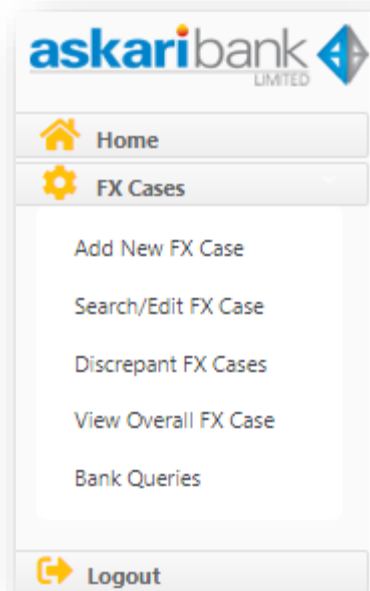 askaribank
LIMITED
Home
FX Cases
Add New FX Case
Search/Edit FX Case
Discrepant FX Cases
View Overall FX Case
Bank Queries
Logout